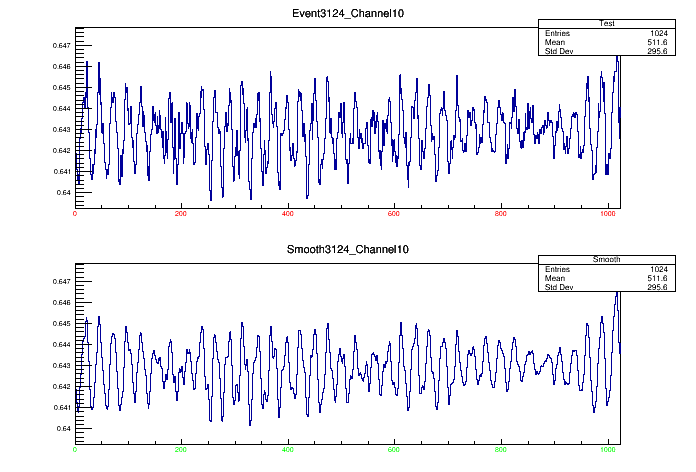 Event3124_Channel10
Test
Entries 1024
Mean 511.6
Std Dev 295.6
0.647
0.646
0.645
0.644
0.643
0.642
0.641
0.64
0 200 400 600 800 1000
Smooth3124_Channel10
Smooth
Entries 1024
Mean 511.6
Std Dev 295.6
0.647
0.646
0.645
0.644
0.643
0.642
0.641
0.64
0 200 400 600 800 1000